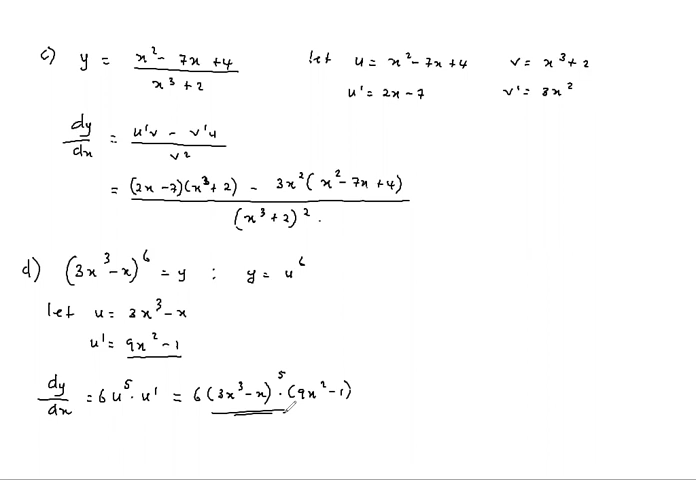 c) y = (x² - 7x + 4)/(x³ + 2) let u = x² - 7x + 4 v = x³ + 2
u' = 2x - 7 v' = 3x²
dy/dx = (u'v - v'u)/v²
= ((2x - 7)(x³ + 2) - 3x²(x² - 7x + 4))/(x³ + 2)².
d) (3x³ - x)⁶ = y : y = u⁶
let u = 3x³ - x
u' = 9x² - 1
dy/dx = 6u⁵ · u' = 6(3x³ - x)⁵ · (9x² - 1)